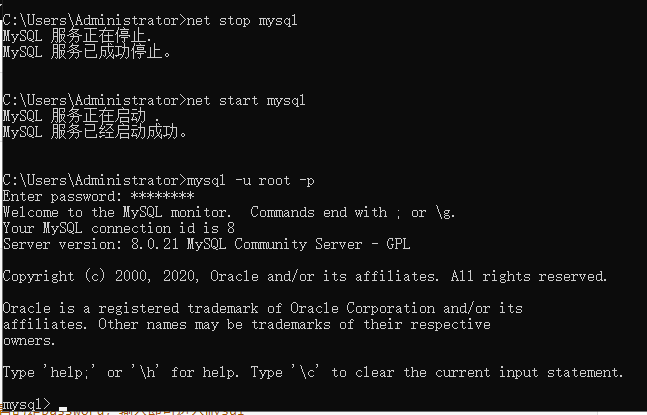 C:\Users\Administrator>net stop mysql
MySQL 服务正在停止.
MySQL 服务已成功停止。
C:\Users\Administrator>net start mysql
MySQL 服务正在启动 .
MySQL 服务已经启动成功。
C:\Users\Administrator>mysql -u root -p
Enter password: ********
Welcome to the MySQL monitor.  Commands end with ; or \g.
Your MySQL connection id is 8
Server version: 8.0.21 MySQL Community Server - GPL
Copyright (c) 2000, 2020, Oracle and/or its affiliates. All rights reserved.
Oracle is a registered trademark of Oracle Corporation and/or its
affiliates. Other names may be trademarks of their respective
owners.
Type 'help;' or '\h' for help. Type '\c' to clear the current input statement.
mysql>